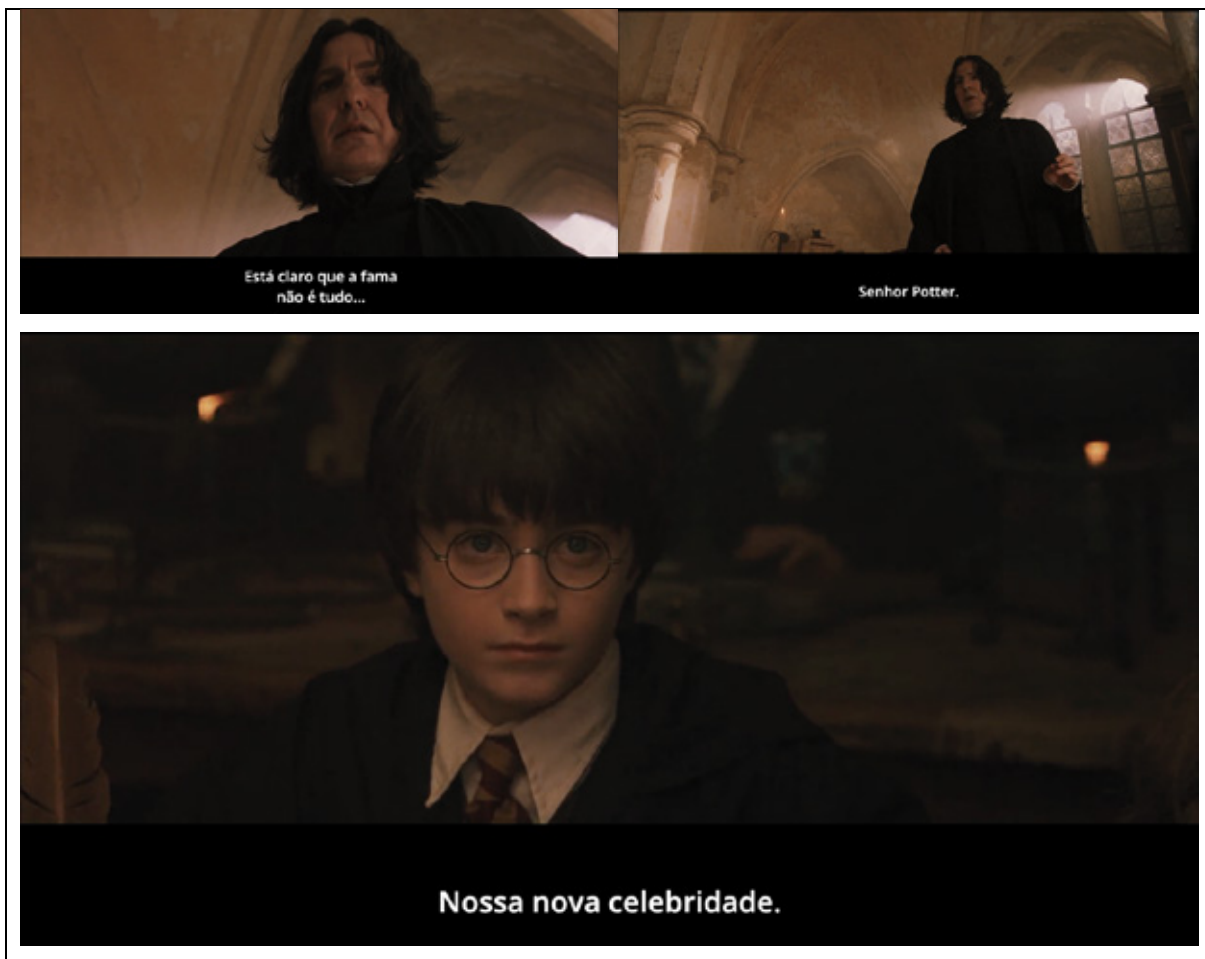 Está claro que a fama
não é tudo...
Senhor Potter.
Nossa nova celebridade.